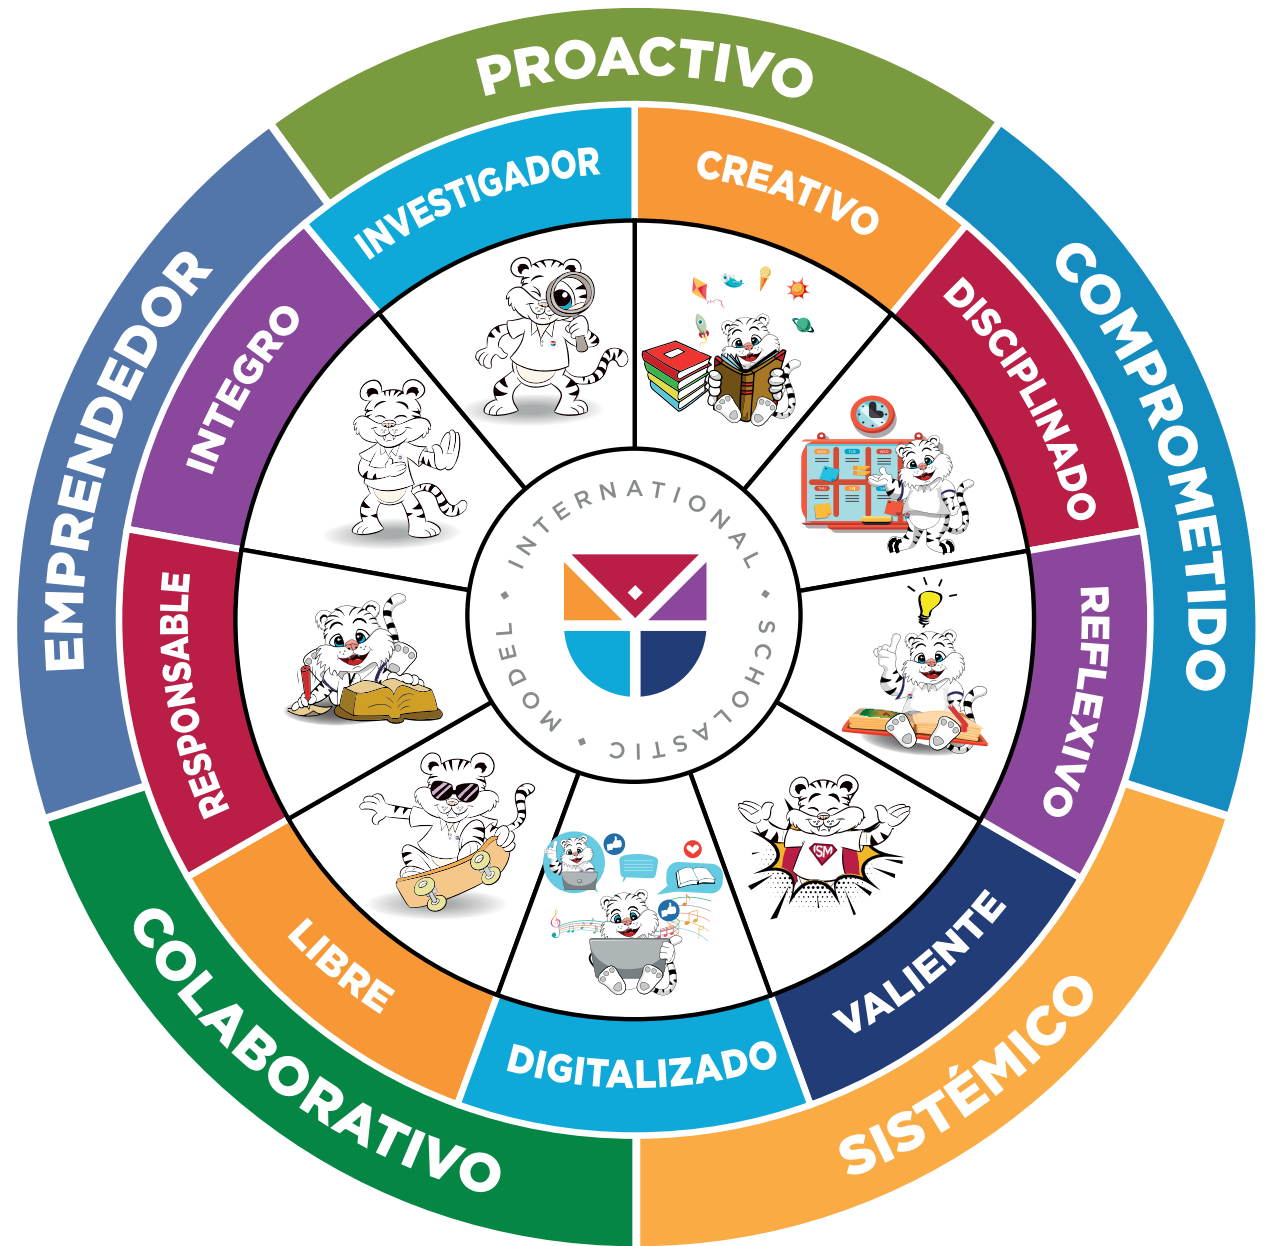 PROACTIVO
COMPROMETIDO
SISTÉMICO
COLABORATIVO
EMPRENDEDOR
INVESTIGADOR
CREATIVO
DISCIPLINADO
REFLEXIVO
VALIENTE
DIGITALIZADO
LIBRE
RESPONSABLE
INTEGRO
INTERNATIONAL • SCHOLASTIC • MODEL •
ISM